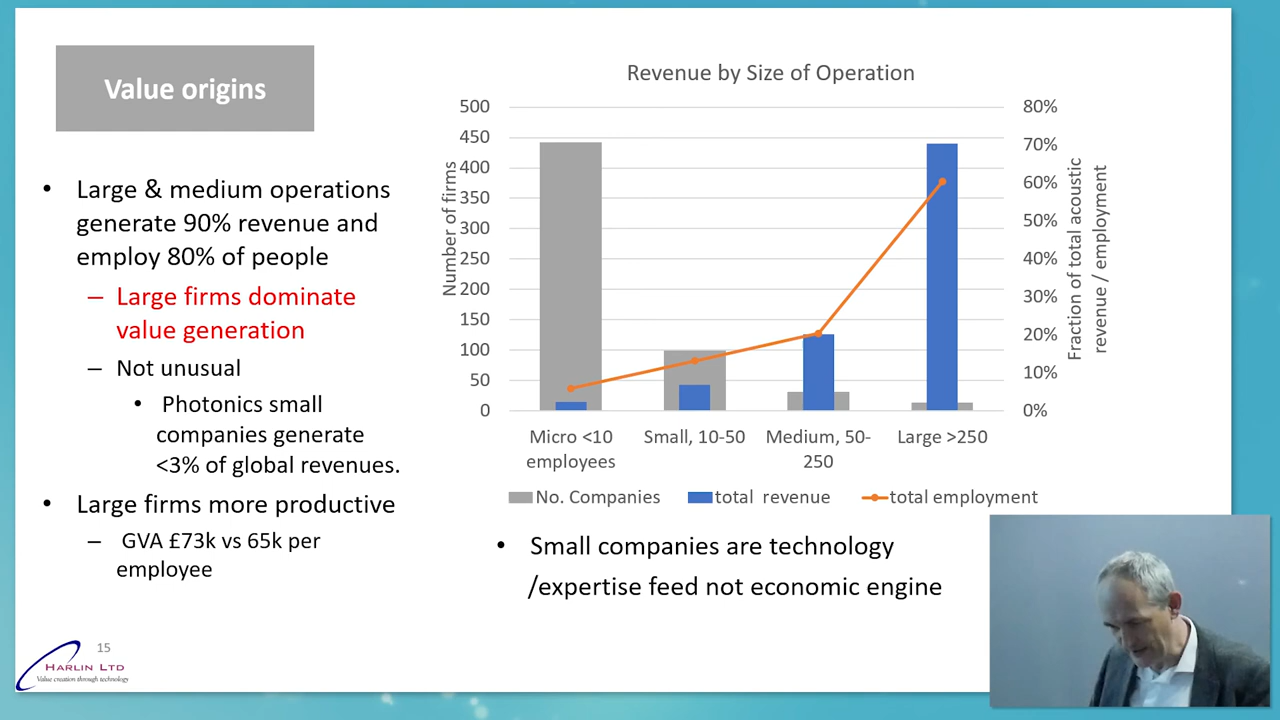 Value origins
• Large & medium operations
generate 90% revenue and
employ 80% of people
– Large firms dominate
value generation
– Not unusual
• Photonics small
companies generate
<3% of global revenues.
• Large firms more productive
– GVA £73k vs 65k per
employee
Revenue by Size of Operation
Number of firms
500
450
400
350
300
250
200
150
100
50
0
80%
70%
60%
50%
40%
30%
20%
10%
0%
Fraction of total acoustic
revenue / employment
Micro <10
employees
Small, 10-50
Medium, 50-
250
Large >250
No. Companies
total revenue
total employment
• Small companies are technology
/expertise feed not economic engine
15
HARLIN LTD
Value creation through technology